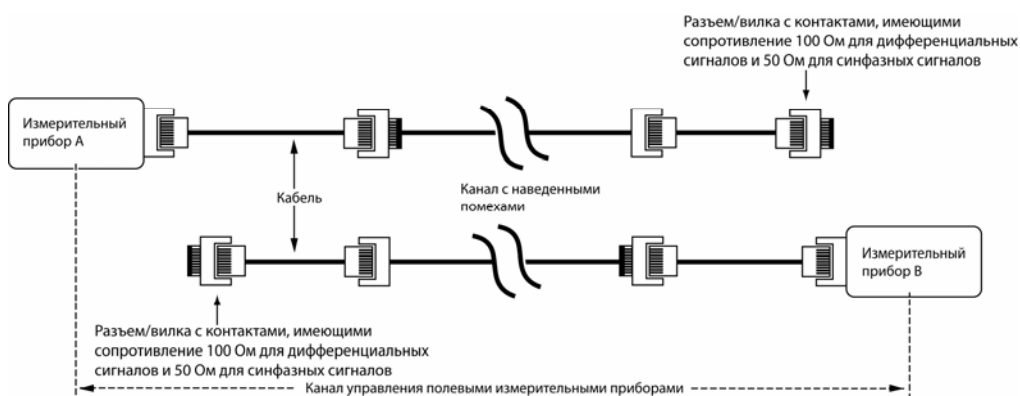 Разъем/вилка с контактами, имеющими
сопротивление 100 Ом для дифференциальных
сигналов и 50 Ом для синфазных сигналов
Измерительный
прибор А
Кабель
Канал с наведенными
помехами
Измерительный
прибор В
Разъем/вилка с контактами, имеющими
сопротивление 100 Ом для дифференциальных
сигналов и 50 Ом для синфазных сигналов
Канал управления полевыми измерительными приборами